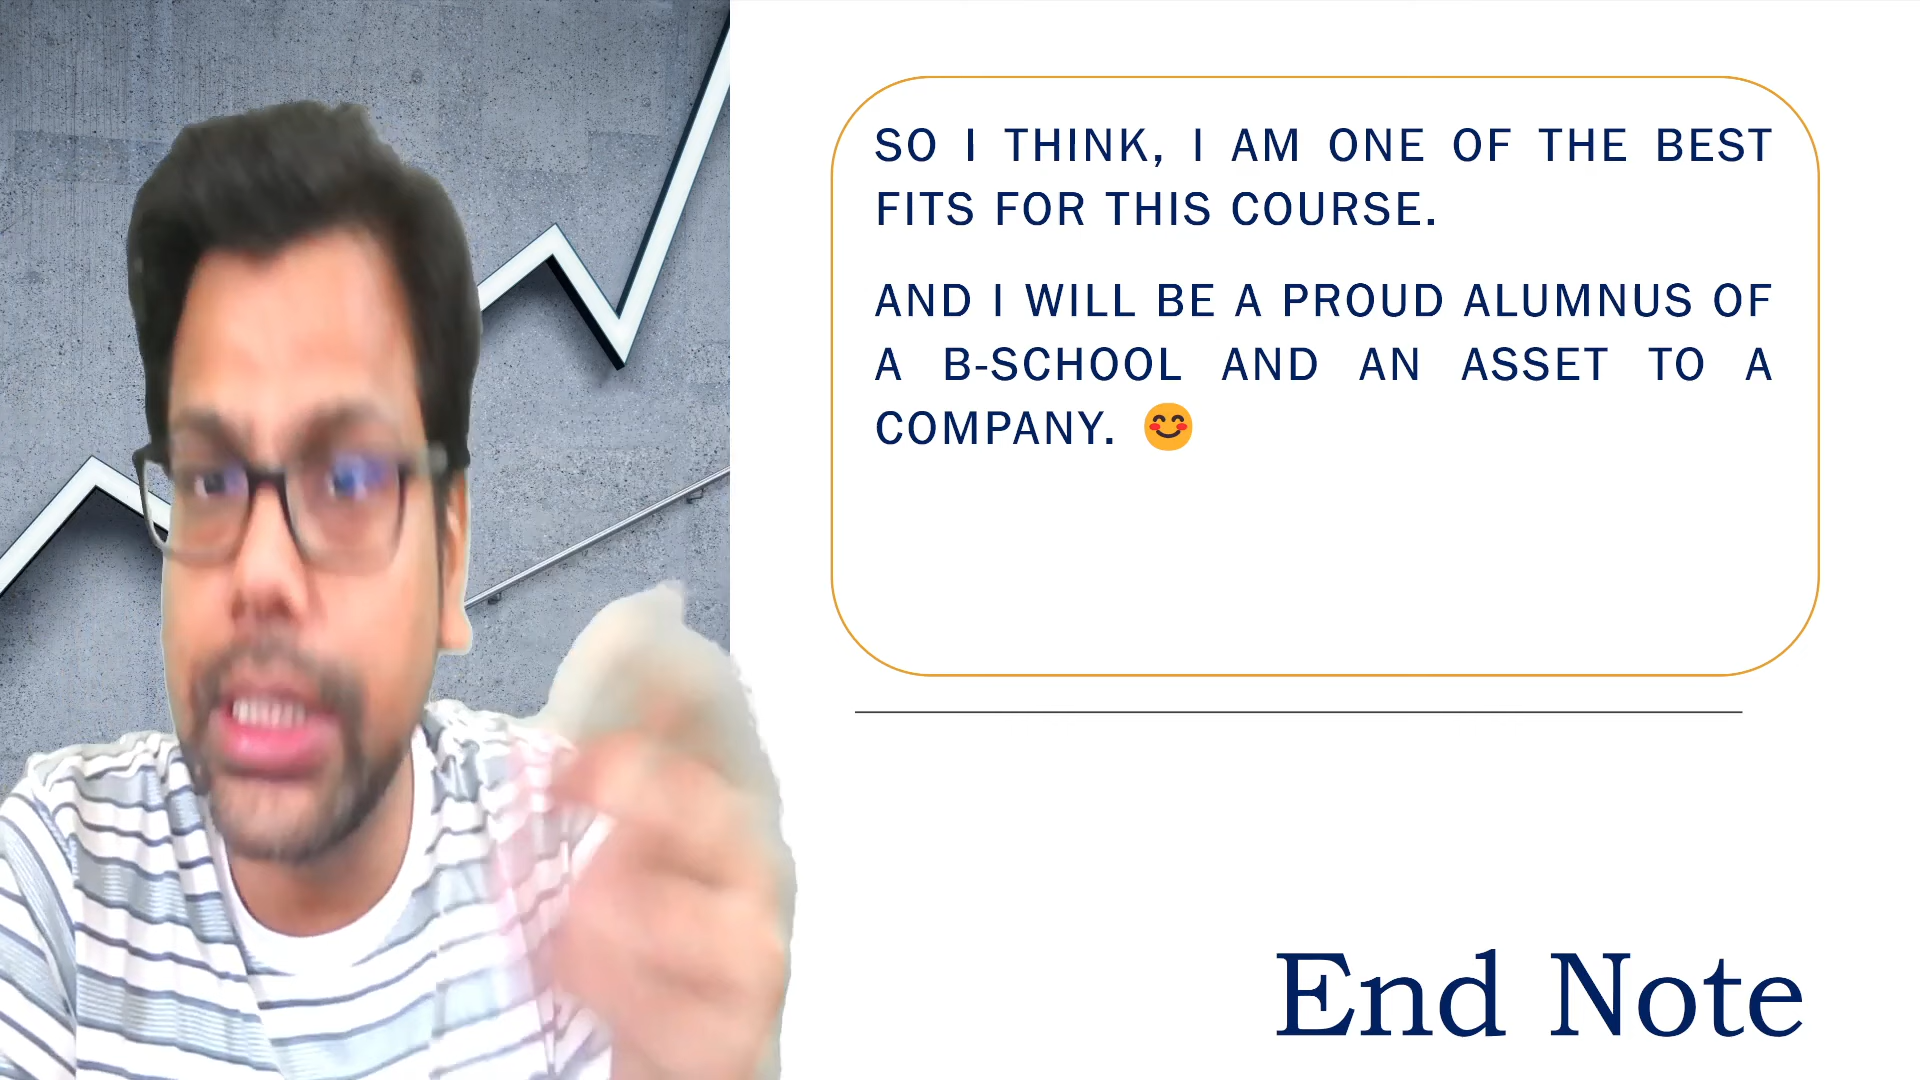 SO I THINK, I AM ONE OF THE BEST
FITS FOR THIS COURSE.
AND I WILL BE A PROUD ALUMNUS OF
A B-SCHOOL AND AN ASSET TO A
COMPANY. 😊
End Note